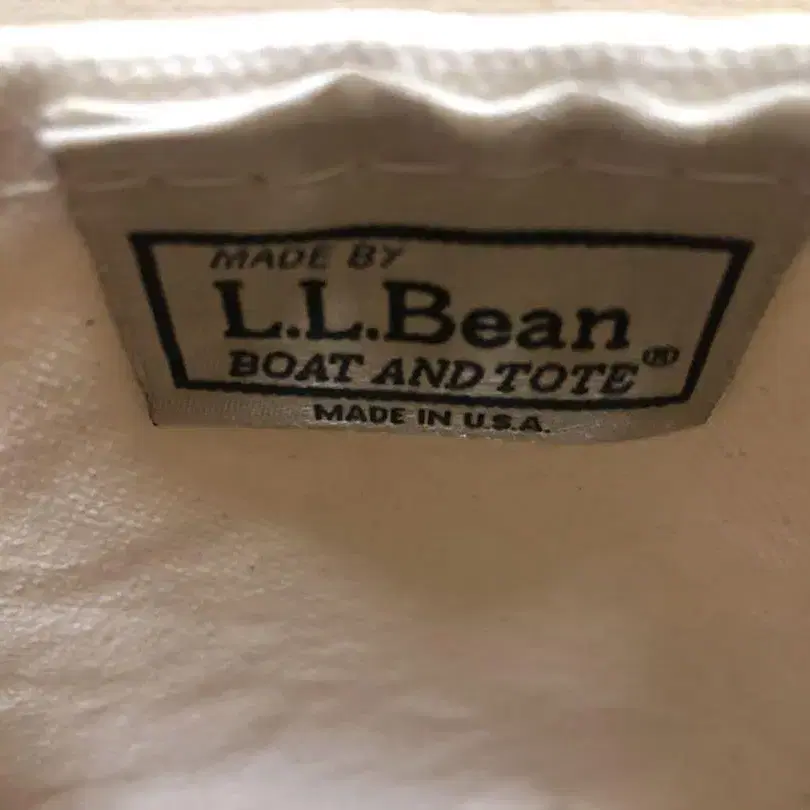 MADE BY
L.L.Bean
BOAT AND TOTE®
MADE IN U.S.A.